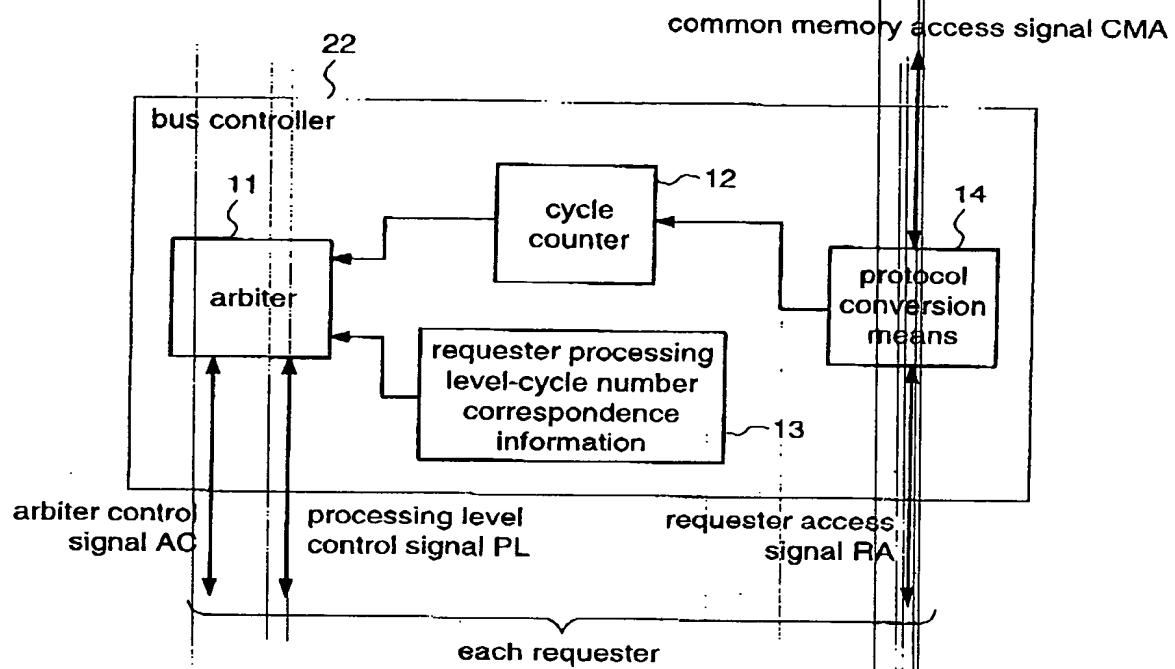 common memory access signal CMA
22
bus controller
11
12
14
cycle
counter
arbiter
protocol
conversion
means
requester processing
level-cycle number
correspondence
information
13
arbiter control
signal AC
processing level
control signal PL
requester access
signal RA
each requester